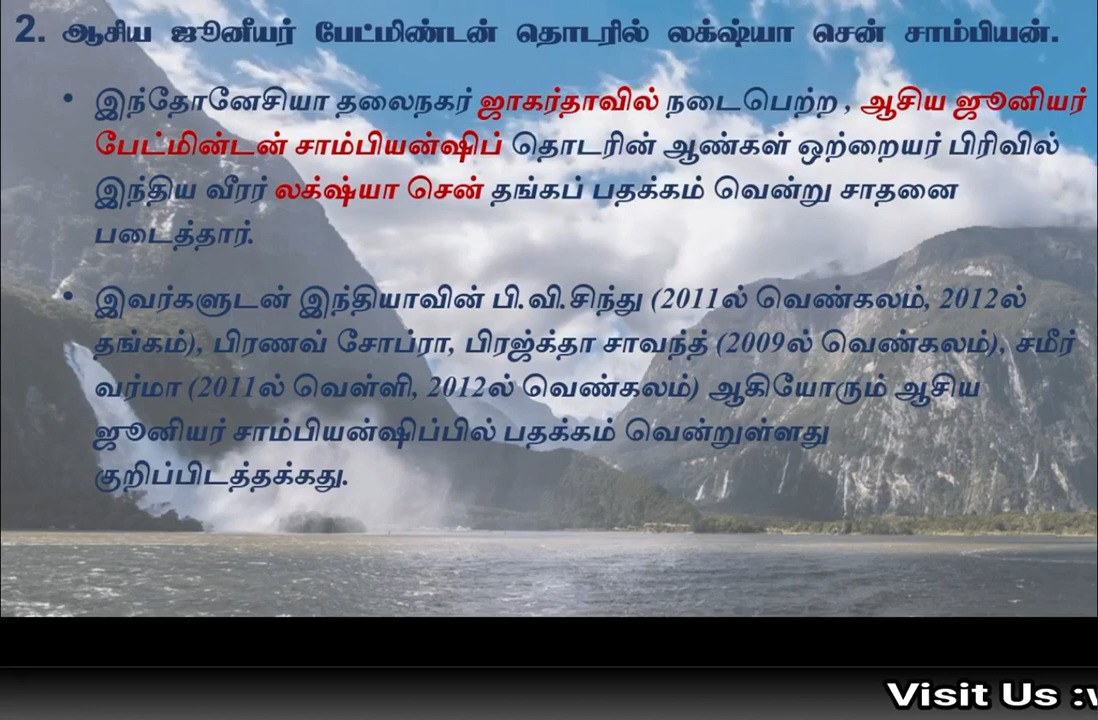 2. ஆசிய ஜூனீயர் பேட்மிண்டன் தொடரில் லக்ஷ்யா சென் சாம்பியன்.
• இந்தோனேசியா தலைநகர் ஜாகர்தாவில் நடைபெற்ற , ஆசிய ஜூனியர்
பேட்மின்டன் சாம்பியன்ஷிப் தொடரின் ஆண்கள் ஒற்றையர் பிரிவில்
இந்திய வீரர் லக்ஷ்யா சென் தங்கப் பதக்கம் வென்று சாதனை
படைத்தார்.
• இவர்களுடன் இந்தியாவின் பி.வி.சிந்து (2011ல் வெண்கலம், 2012ல்
தங்கம்), பிரணவ் சோப்ரா, பிரஜ்க்தா சாவந்த் (2009ல் வெண்கலம்), சமீர்
வர்மா (2011ல் வெள்ளி, 2012ல் வெண்கலம்) ஆகியோரும் ஆசிய
ஜூனியர் சாம்பியன்ஷிப்பில் பதக்கம் வென்றுள்ளது
குறிப்பிடத்தக்கது.
Visit Us :